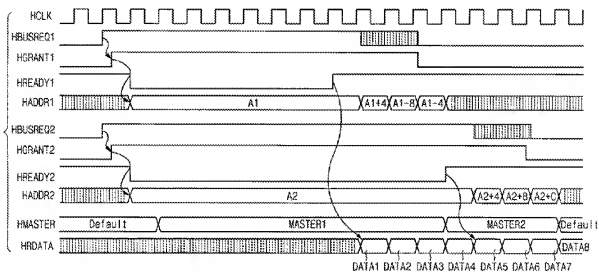 HCLK
HBUSREQ1
HGRANT1
HREADY1
HADDR1 A1 A1+4 A1-8 A1-4
HBUSREQ2
HGRANT2
HREADY2
HADDR2 A2 A2+4 A2+8 A2+C
HMASTER Default MASTER1 MASTER2 Default
HRDATA DATA8
DATA1 DATA2 DATA3 DATA4 DATA5 DATA6 DATA7